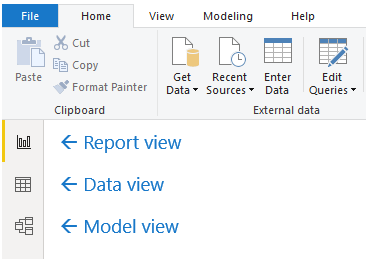 File Home View Modeling Help
Paste
Cut
Copy
Format Painter
Get Data
Recent Sources
Enter Data
Edit Queries
Clipboard External data
← Report view
← Data view
← Model view